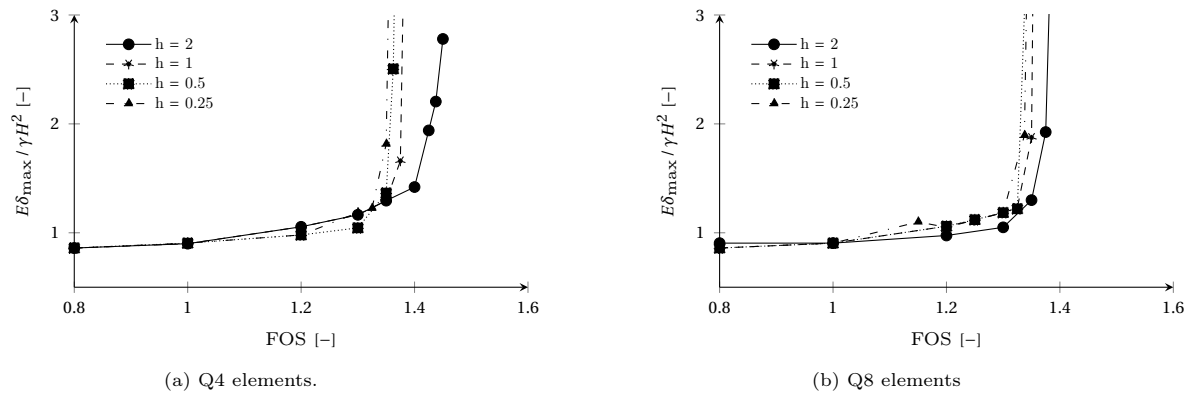 3
2
1
0.8
1
1.2
1.4
1.6
FOS [–]
Eδmax / γH² [–]
h = 2
h = 1
h = 0.5
h = 0.25
(a) Q4 elements.
3
2
1
0.8
1
1.2
1.4
1.6
FOS [–]
Eδmax / γH² [–]
h = 2
h = 1
h = 0.5
h = 0.25
(b) Q8 elements